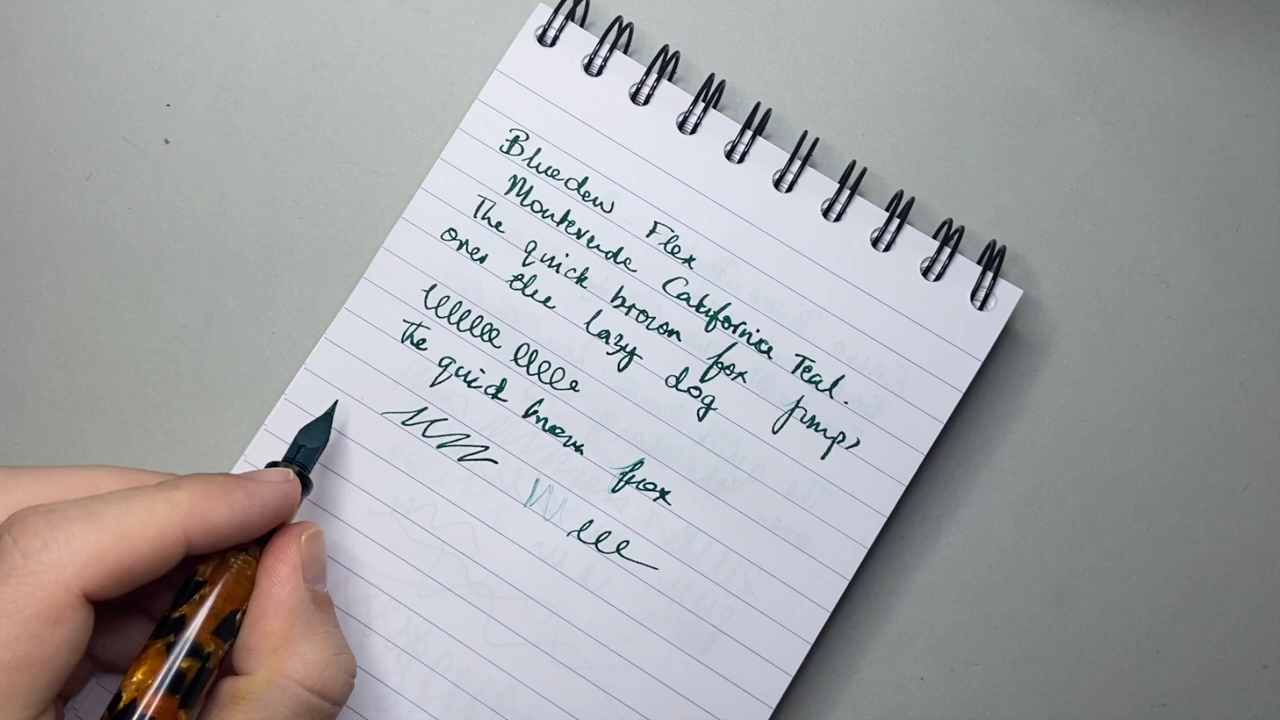 Bluedew Flex
Monteverde California Teal.
The quick brown fox jumps
over the lazy dog
The quick brown fox